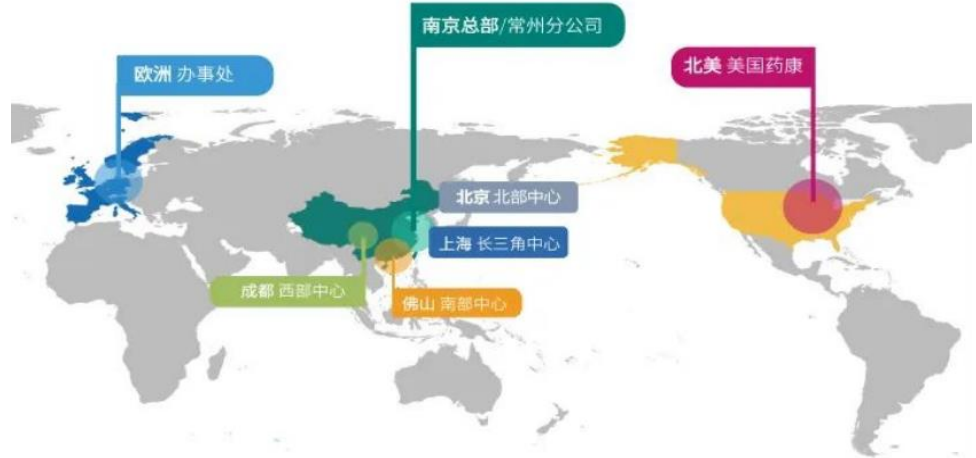 南京总部/常州分公司
欧洲 办事处
北美 美国药康
北京 北部中心
上海 长三角中心
成都 西部中心
佛山 南部中心